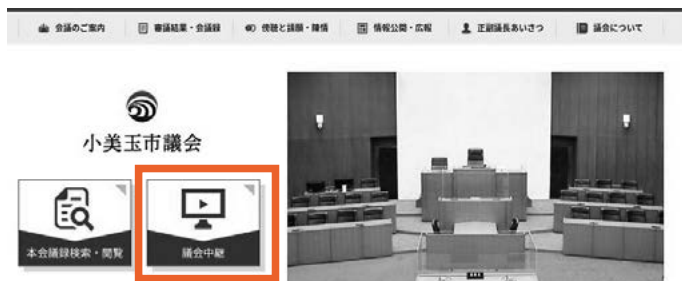 会議のご案内 審議結果・会議録 傍聴と請願・陳情 情報公開・広報 正副議長あいさつ 議会について
小美玉市議会
本会議録検索・閲覧 議会中継